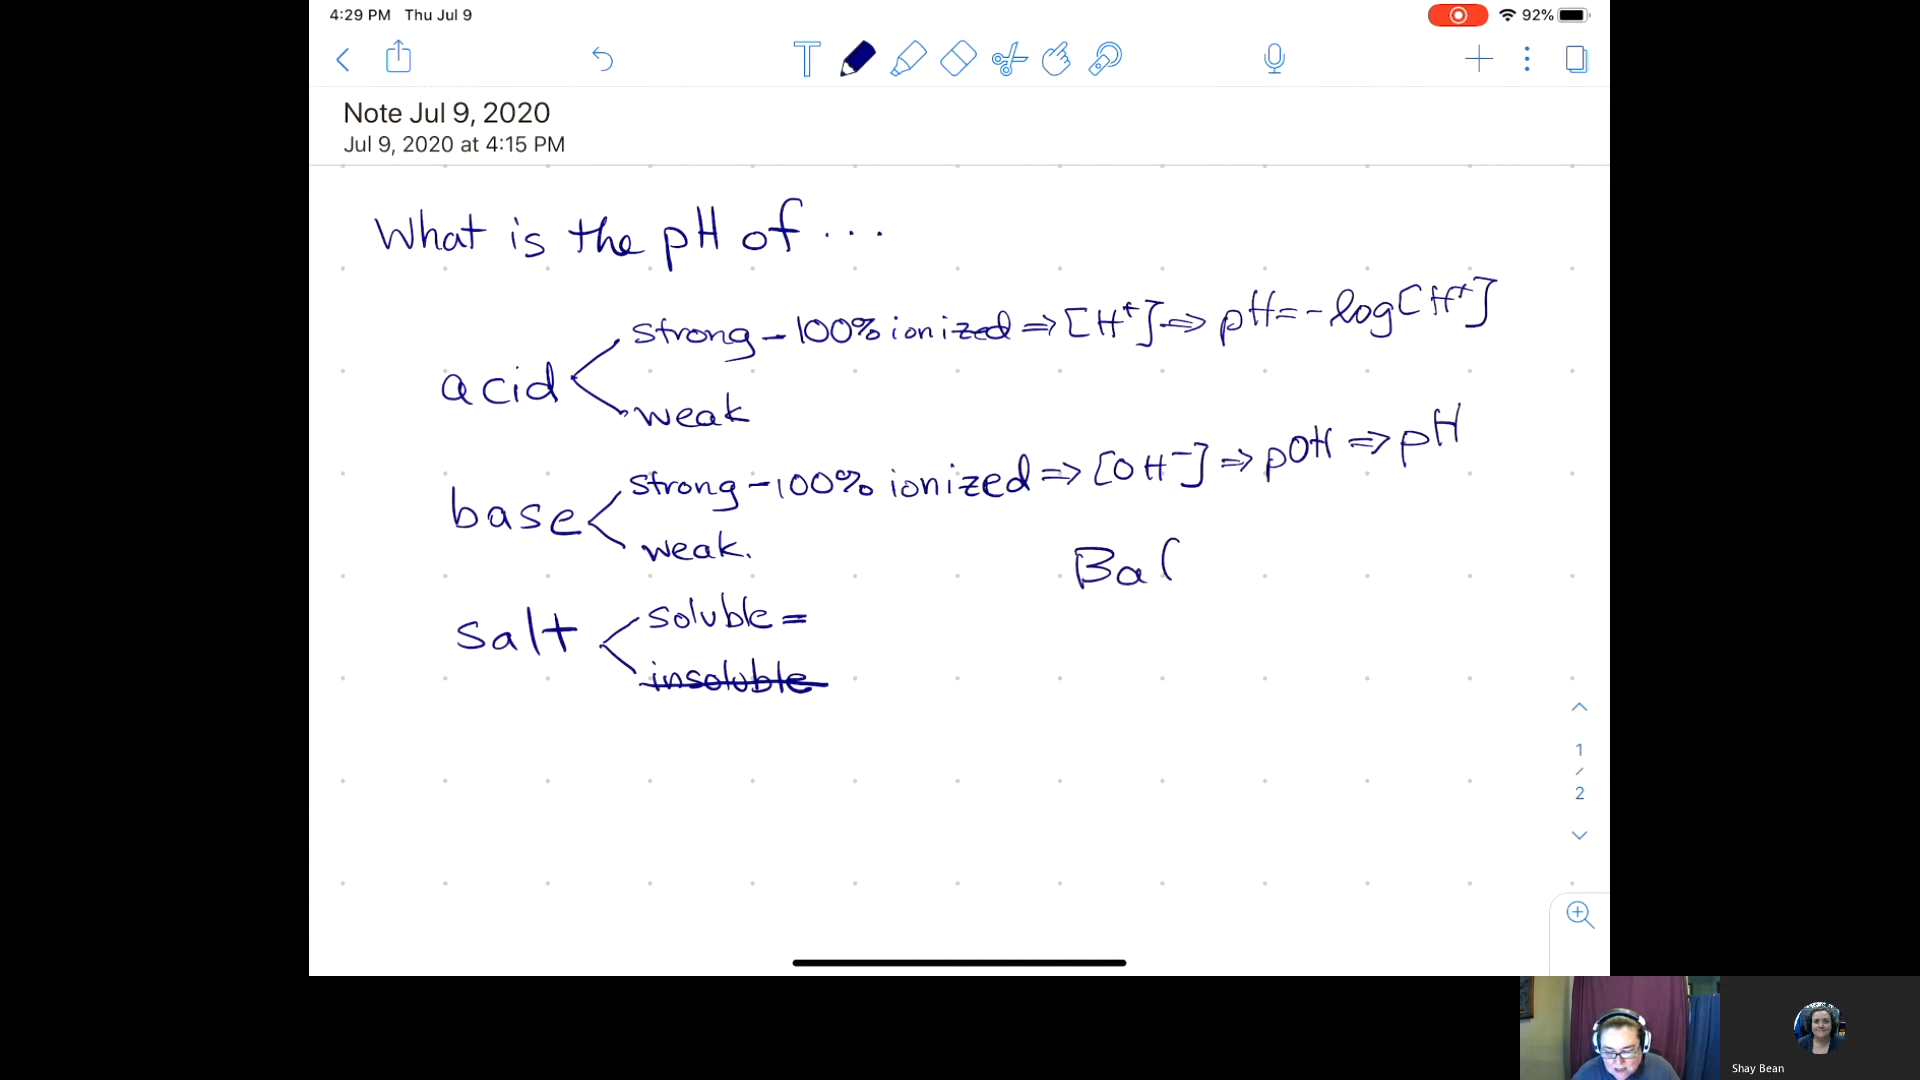 4:29 PM Thu Jul 9
92%
T
Note Jul 9, 2020
Jul 9, 2020 at 4:15 PM
What is the pH of ...
acid
strong - 100% ionized ⇒ [H⁺] ⇒ pH = - log[H⁺]
weak
base
strong - 100% ionized ⇒ [OH⁻] ⇒ pOH ⇒ pH
weak.
Ba(
salt
soluble =
insoluble
1
/
2
Shay Bean